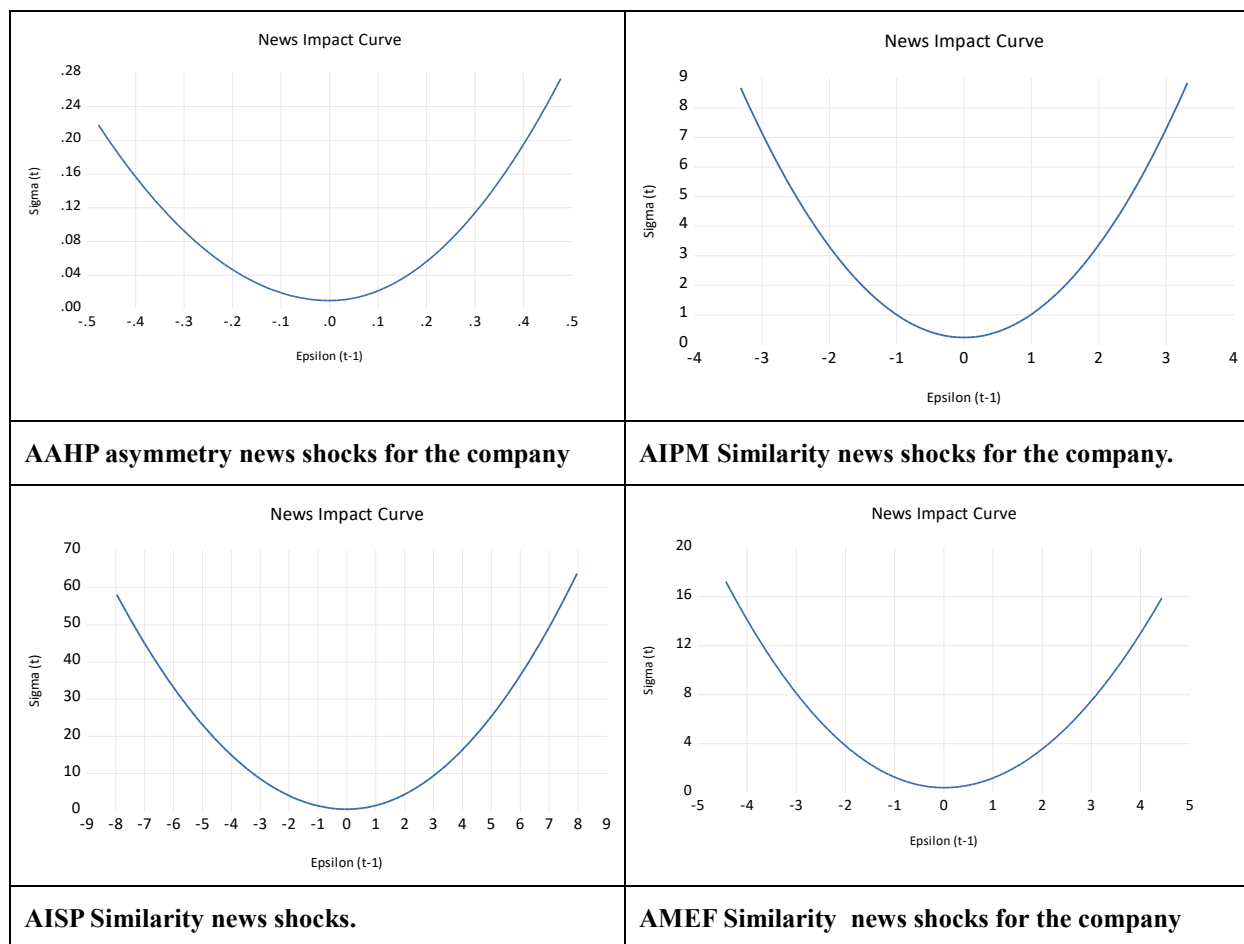 News Impact Curve
.28
.24
.20
.16
.12
.08
.04
.00
Sigma (t)
-.5 -.4 -.3 -.2 -.1 .0 .1 .2 .3 .4 .5
Epsilon (t-1)
News Impact Curve
9
8
7
6
5
4
3
2
1
0
Sigma (t)
-4 -3 -2 -1 0 1 2 3 4
Epsilon (t-1)
AAHP asymmetry news shocks for the company
AIPM Similarity news shocks for the company.
News Impact Curve
70
60
50
40
30
20
10
0
Sigma (t)
-9 -8 -7 -6 -5 -4 -3 -2 -1 0 1 2 3 4 5 6 7 8 9
Epsilon (t-1)
News Impact Curve
20
16
12
8
4
0
Sigma (t)
-5 -4 -3 -2 -1 0 1 2 3 4 5
Epsilon (t-1)
AISP Similarity news shocks.
AMEF Similarity news shocks for the company